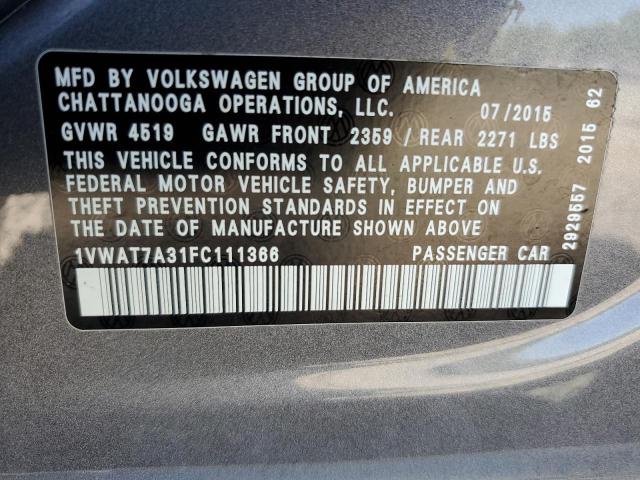 MFD BY VOLKSWAGEN GROUP OF AMERICA
CHATTANOOGA OPERATIONS, LLC. 07/2015
GVWR 4519 GAWR FRONT 2359 / REAR 2271 LBS
THIS VEHICLE CONFORMS TO ALL APPLICABLE U.S.
FEDERAL MOTOR VEHICLE SAFETY, BUMPER AND
THEFT PREVENTION STANDARDS IN EFFECT ON
THE DATE OF MANUFACTURE SHOWN ABOVE
1VWAT7A31FC111366 PASSENGER CAR
2929557 2015 62